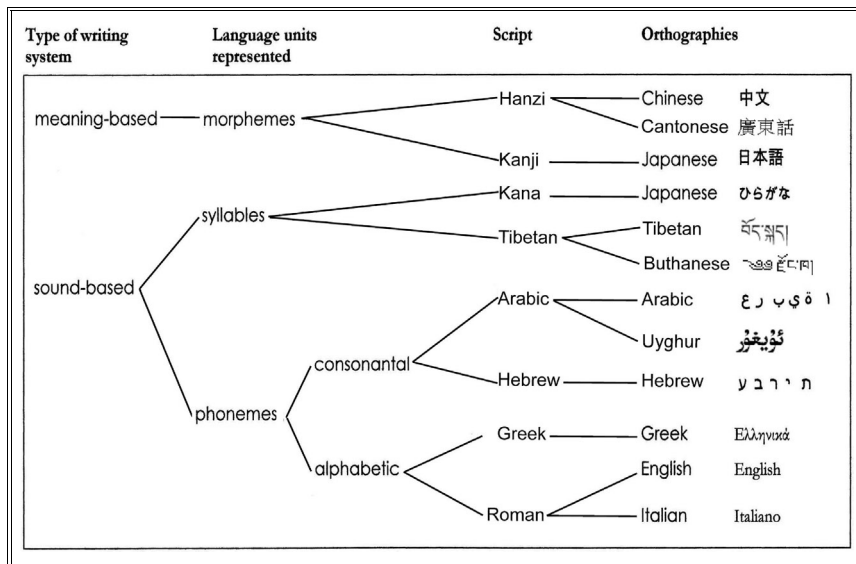 Type of writing system
Language units represented
Script
Orthographies
meaning-based morphemes Hanzi Chinese 中文
Cantonese 廣東話
Kanji Japanese 日本語
syllables Kana Japanese ひらがな
Tibetan Tibetan བོད་སྐད།
Buthanese ༄༅རྫོང་ཁ།
sound-based
phonemes consonantal Arabic Arabic ا ة ي ب ر ع
Uyghur ئۇيغۇر
Hebrew Hebrew ת י ר ב ע
alphabetic Greek Greek Ελληνικά
Roman English English
Italian Italiano